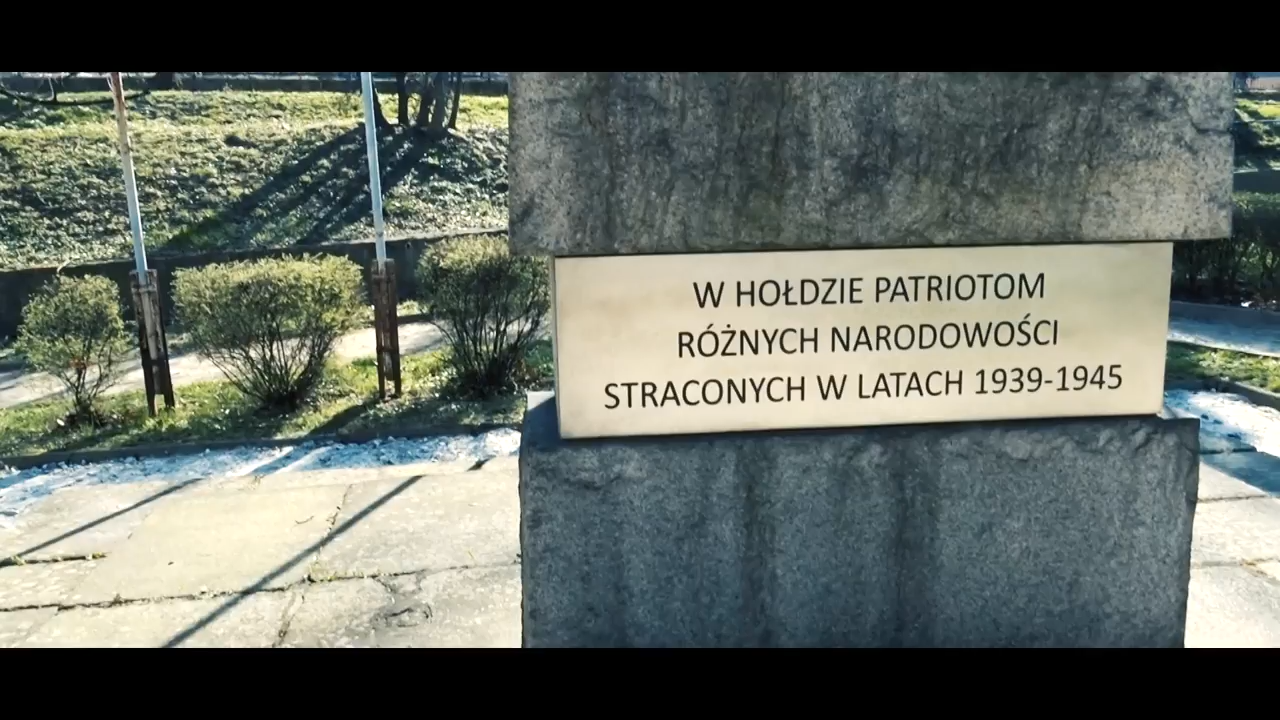 W HOŁDZIE PATRIOTOM
RÓŻNYCH NARODOWOŚCI
STRACONYCH W LATACH 1939-1945